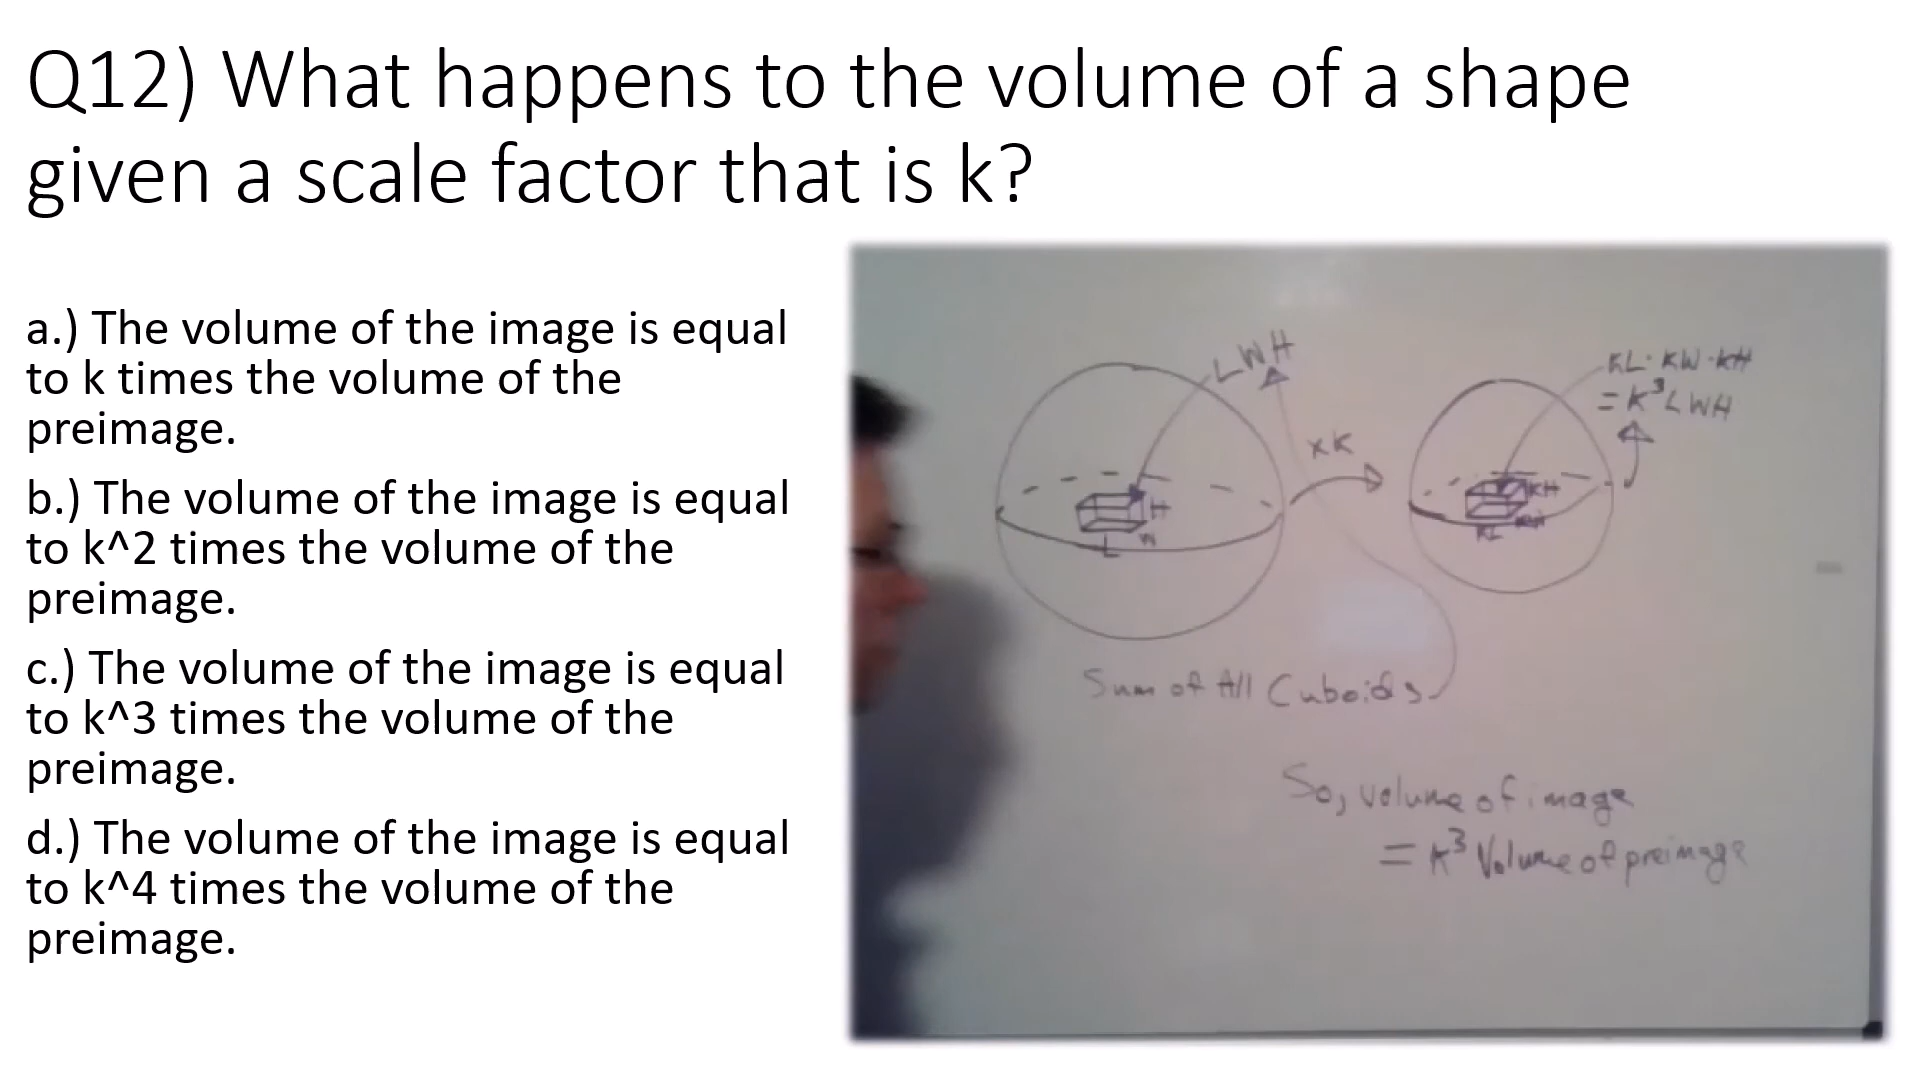 Q12) What happens to the volume of a shape
given a scale factor that is k?
a.) The volume of the image is equal
to k times the volume of the
preimage.
b.) The volume of the image is equal
to k^2 times the volume of the
preimage.
c.) The volume of the image is equal
to k^3 times the volume of the
preimage.
d.) The volume of the image is equal
to k^4 times the volume of the
preimage.
LWH
KL·KW·KH
= K³LWH
xK
H
W
L
KH
KL
Sum of All Cuboids
So, volume of image
= K³ Volume of preimage